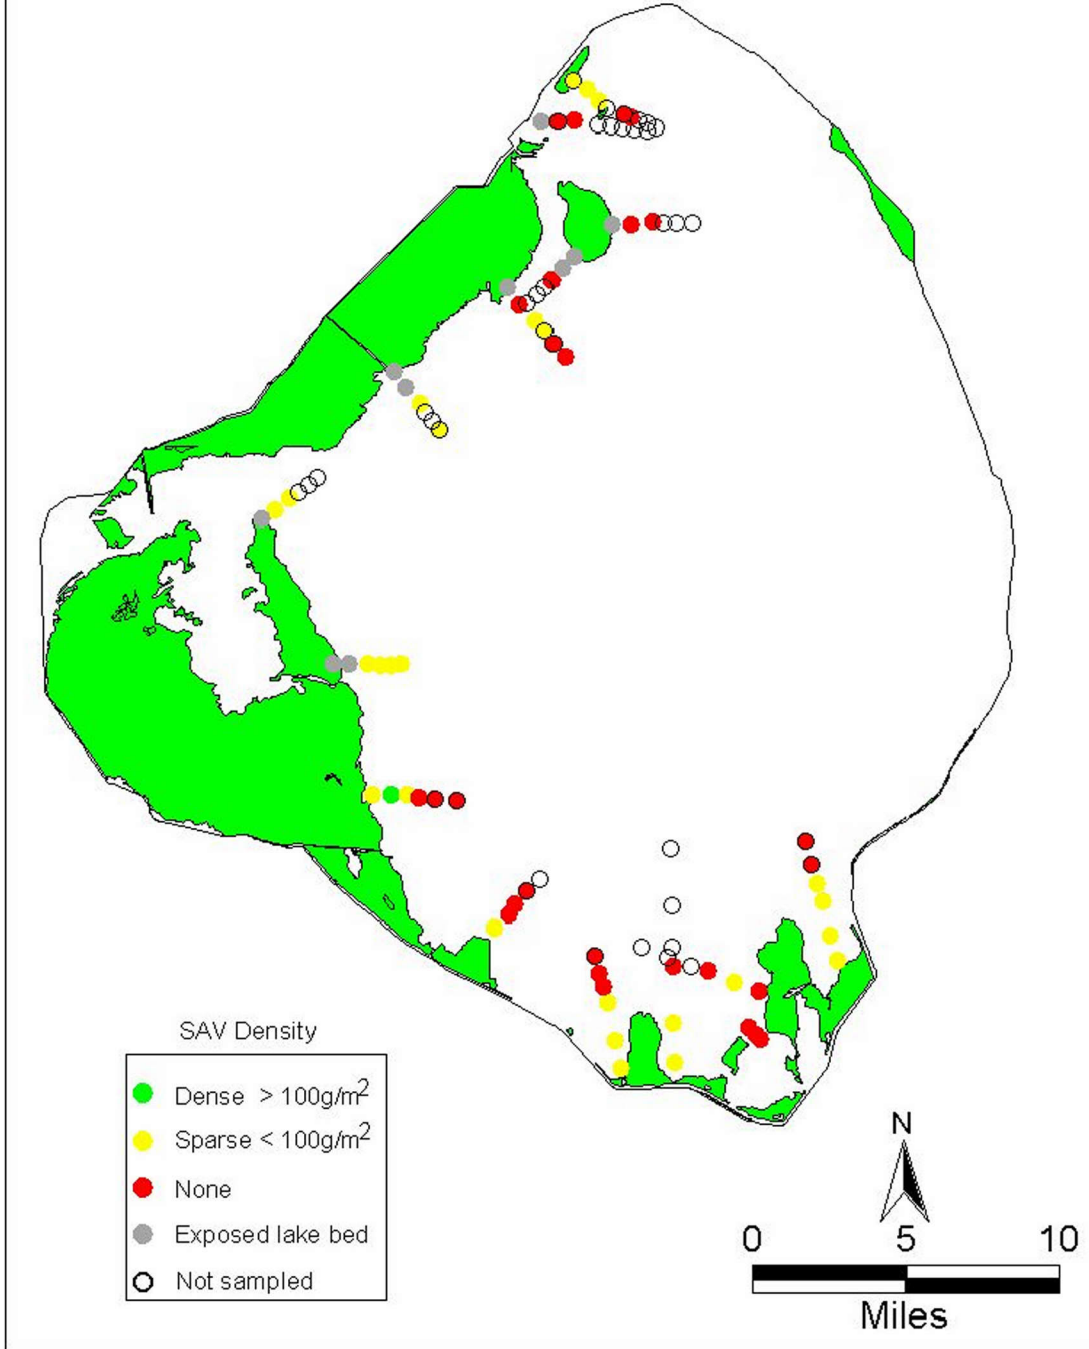 SAV Density
Dense > 100g/m²
Sparse < 100g/m²
None
Exposed lake bed
Not sampled
N
0 5 10
Miles